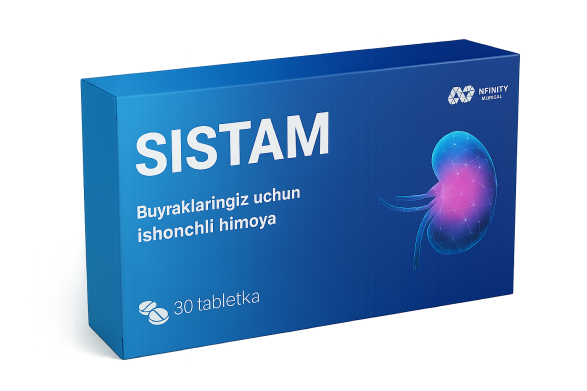 NFINITY
MEDICAL
SISTAM
Buyraklaringiz uchun
ishonchli himoya
30 tabletka